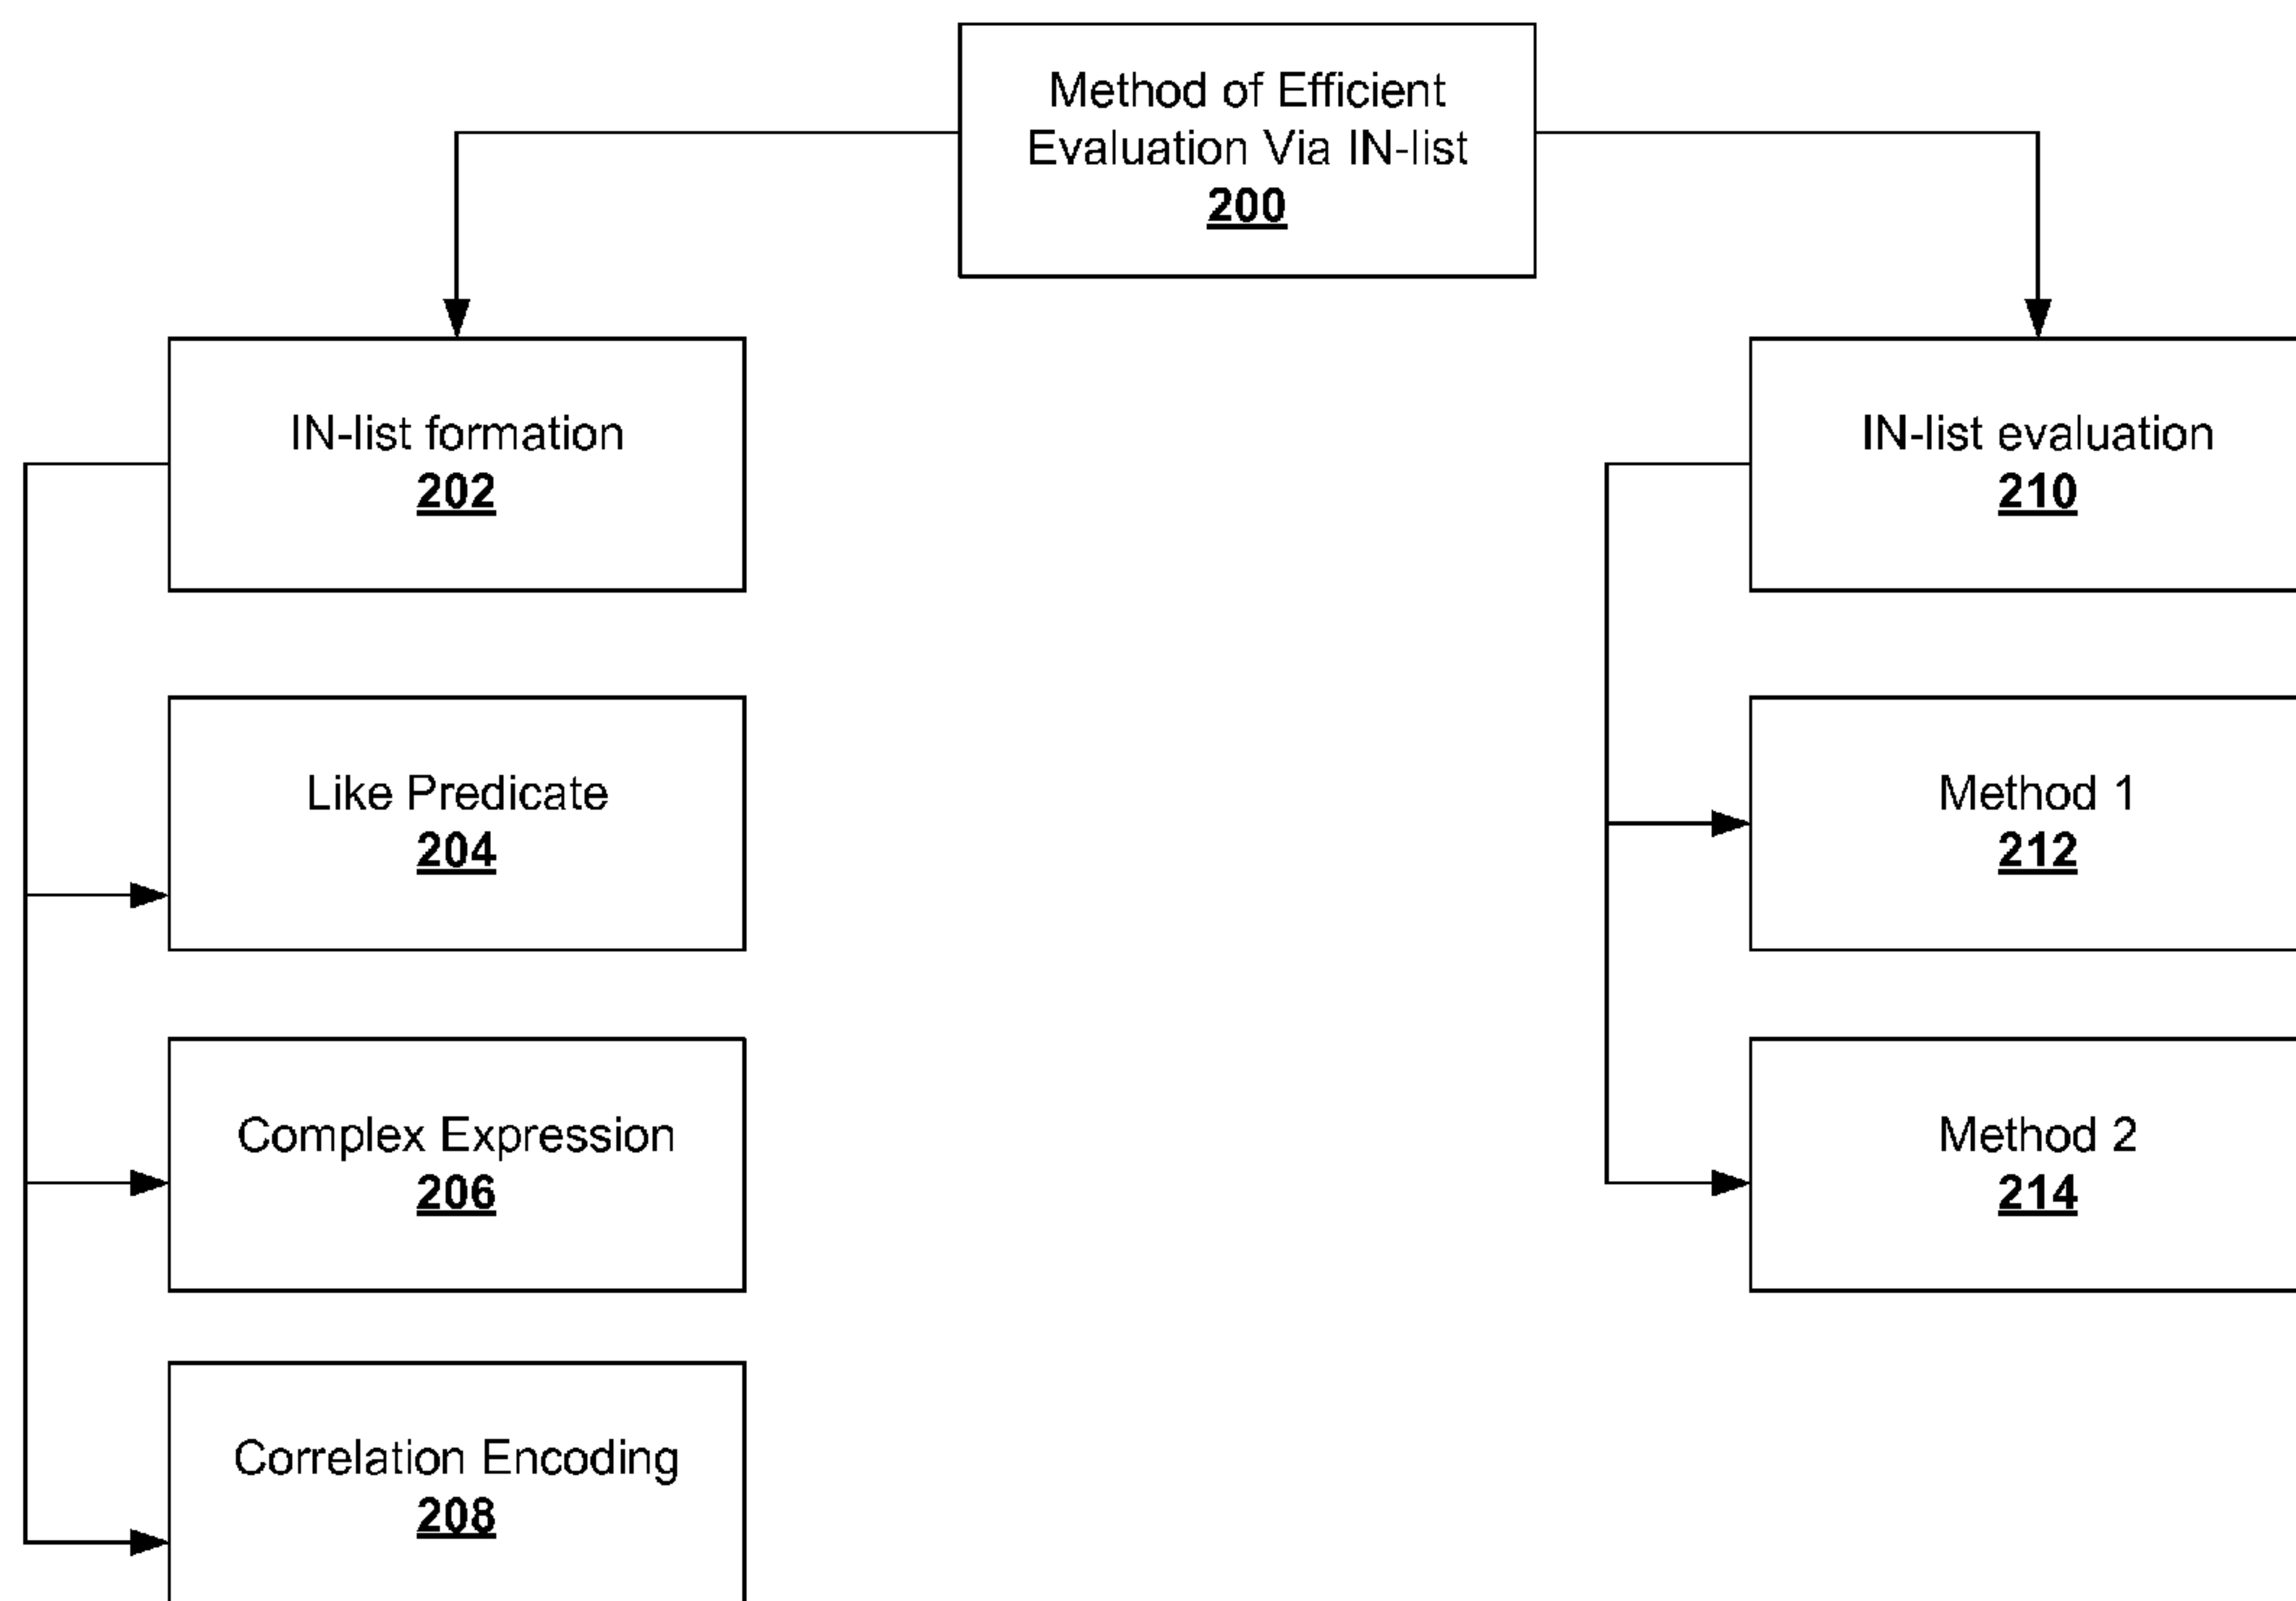 Method of Efficient
Evaluation Via IN-list
200
IN-list formation
202
Like Predicate
204
Complex Expression
206
Correlation Encoding
208
IN-list evaluation
210
Method 1
212
Method 2
214